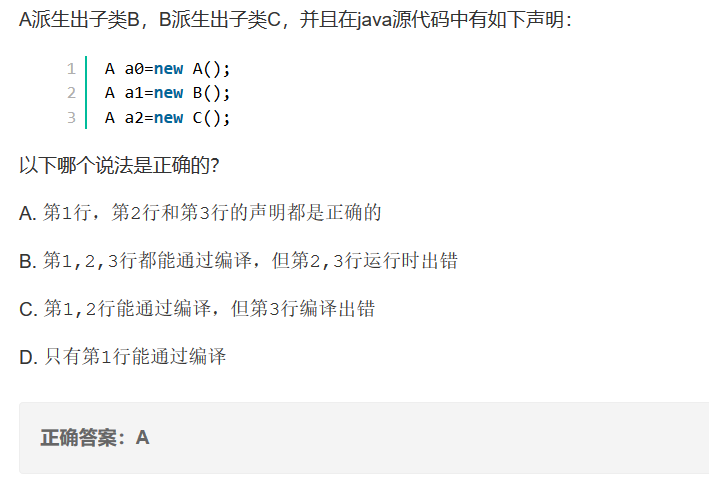 A派生出子类B，B派生出子类C，并且在java源代码中有如下声明：
1 A a0=new A();
2 A a1=new B();
3 A a2=new C();
以下哪个说法是正确的？
A. 第1行，第2行和第3行的声明都是正确的
B. 第1,2,3行都能通过编译，但第2,3行运行时出错
C. 第1,2行能通过编译，但第3行编译出错
D. 只有第1行能通过编译
正确答案：A